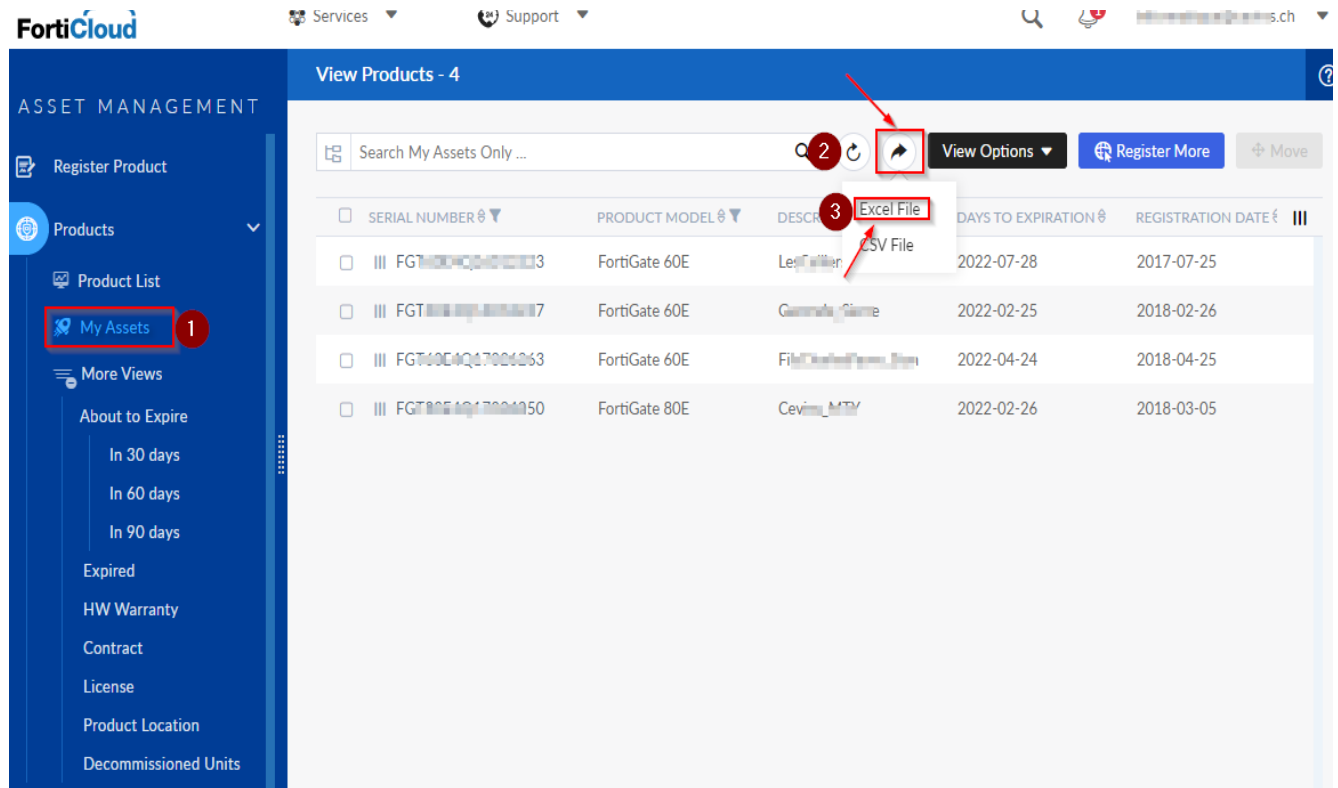 FortiCloud
Services
Support
s.ch
View Products - 4
ASSET MANAGEMENT
Register Product
Products
Product List
My Assets
1
More Views
About to Expire
In 30 days
In 60 days
In 90 days
Expired
HW Warranty
Contract
License
Product Location
Decommissioned Units
Search My Assets Only ...
2
View Options
Register More
Move
3
Excel File
CSV File
SERIAL NUMBER PRODUCT MODEL DESCR DAYS TO EXPIRATION REGISTRATION DATE
FGT 3 FortiGate 60E 2022-07-28 2017-07-25
FGT 7 FortiGate 60E 2022-02-25 2018-02-26
FortiGate 60E 2022-04-24 2018-04-25
FortiGate 80E 2022-02-26 2018-03-05